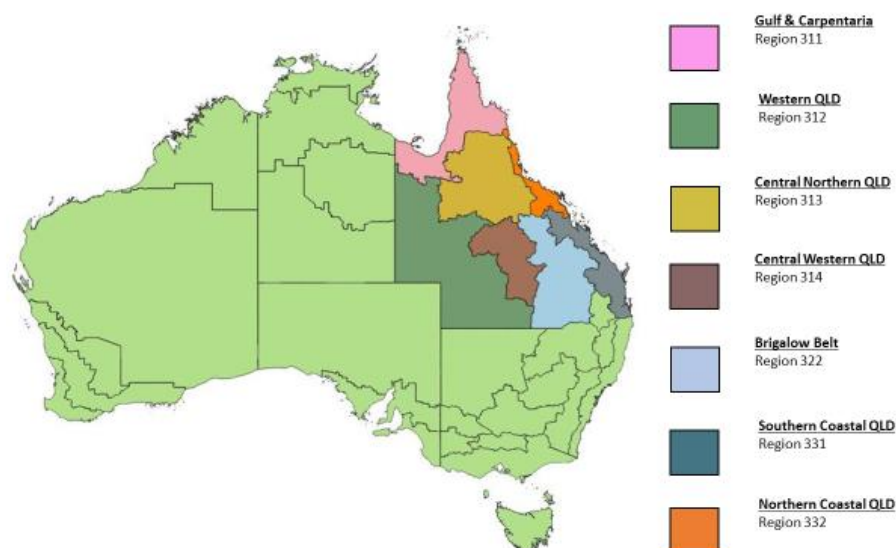 Gulf & Carpentaria
Region 311
Western QLD
Region 312
Central Northern QLD
Region 313
Central Western QLD
Region 314
Brigalow Belt
Region 322
Southern Coastal QLD
Region 331
Northern Coastal QLD
Region 332